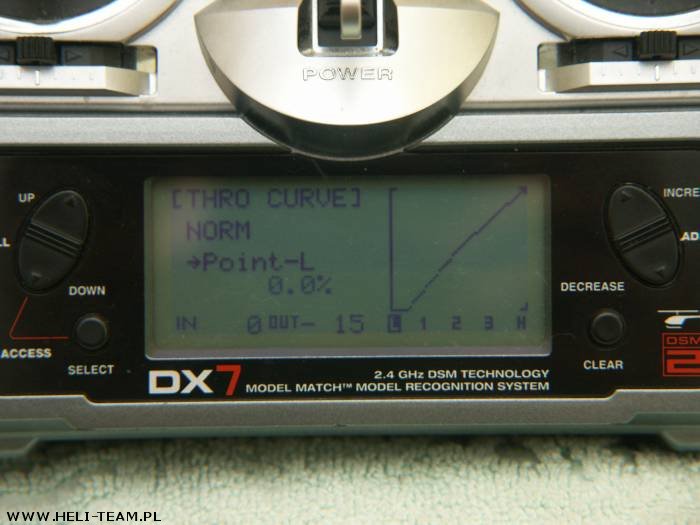 POWER
UP
[THRO CURVE]
NORM
→Point-L
0.0%
IN 0 OUT- 15 L 1 2 3 H
DOWN
ACCESS
SELECT
DECREASE
CLEAR
DSM
2
DX7
2.4 GHz DSM TECHNOLOGY
MODEL MATCH™ MODEL RECOGNITION SYSTEM
WWW.HELI-TEAM.PL